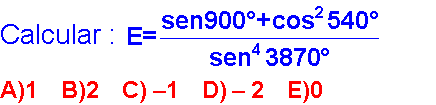 Calcular : E= sen900°+cos² 540° / sen⁴ 3870°
A)1 B)2 C) –1 D) – 2 E)0